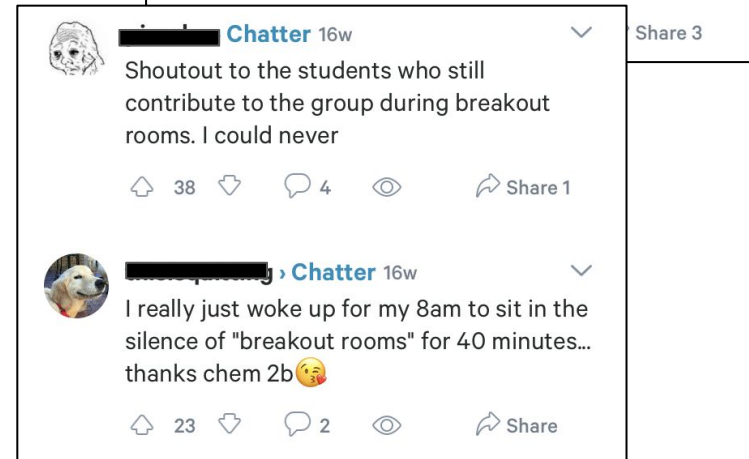 Chatter 16w
Share 3
Shoutout to the students who still
contribute to the group during breakout
rooms. I could never
38 4 Share 1
› Chatter 16w
I really just woke up for my 8am to sit in the
silence of "breakout rooms" for 40 minutes...
thanks chem 2b😘
23 2 Share